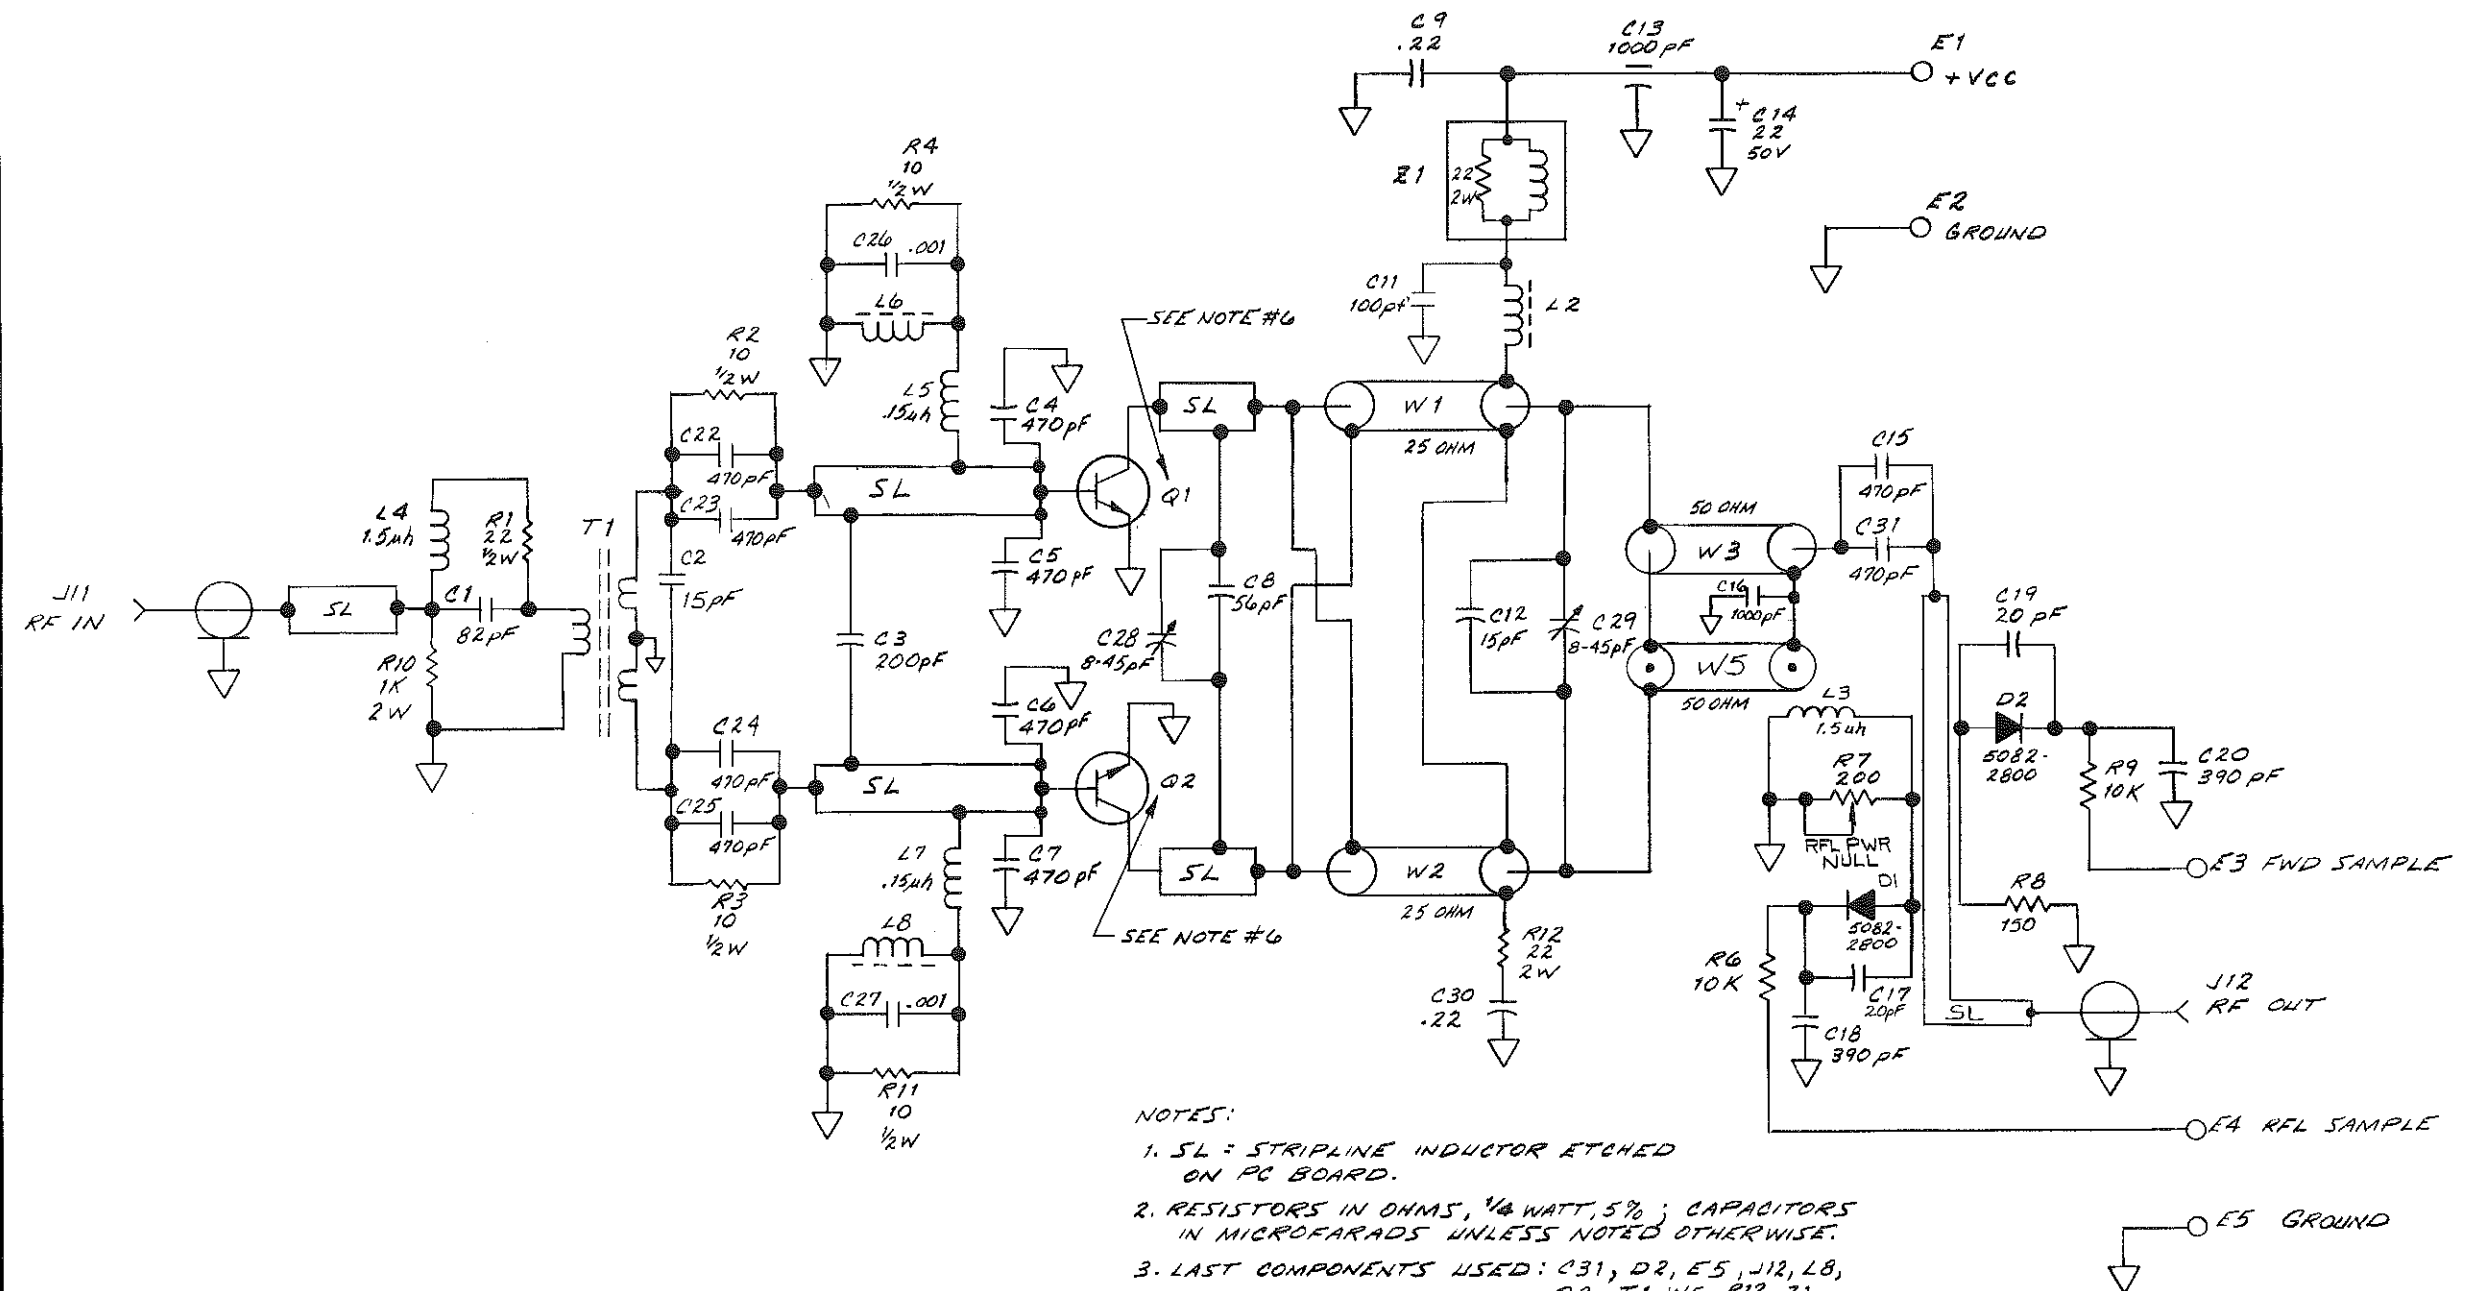 C9
.22
C13
1000 pF
E1
+VCC
+
C14
22
50V
Z1
22
2W
E2
GROUND
R4
10
1/2 W
C26 .001
L6
C11
100pf
L2
SEE NOTE #6
R2
10
1/2 W
L5
.15µh
C4
470pF
SL
W1
25 OHM
C22
470pF
C23
470pF
SL
Q1
C15
470pF
50 OHM
C31
470pF
W3
L4
1.5µh
R1
22
1/2W
T1
C2
15pF
C5
470pF
C8
56pF
C16
1000pF
C19
20 pF
J11
RF IN
SL
C1
82pF
R10
1K
2W
C3
200pF
C28
8-45pF
C12
15pF
C29
8-45pF
W5
50 OHM
L3
1.5uh
D2
5082-
2800
C24
470pF
C25
470pF
SL
C6
470pF
Q2
R7
200
RFL PWR
NULL
R9
10K
C20
390 pF
L7
.15µh
C7
470pF
SL
W2
25 OHM
E3 FWD SAMPLE
R3
10
1/2W
L8
SEE NOTE #6
R12
22
2W
D1
5082-
2800
R8
150
R6
10K
C27 .001
C30
.22
C17
20pF
C18
390pF
SL
J12
RF OUT
R11
10
1/2W
E4 RFL SAMPLE
NOTES:
1. SL = STRIPLINE INDUCTOR ETCHED
ON PC BOARD.
2. RESISTORS IN OHMS, 1/4 WATT, 5%; CAPACITORS
IN MICROFARADS UNLESS NOTED OTHERWISE.
3. LAST COMPONENTS USED: C31, D2, E5, J12, L8,
E5 GROUND